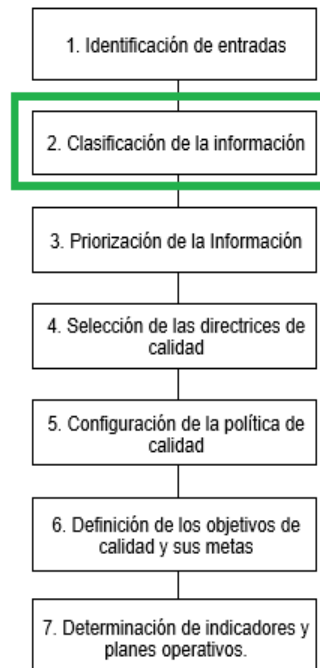 1. Identificación de entradas
2. Clasificación de la información
3. Priorización de la Información
4. Selección de las directrices de
calidad
5. Configuración de la política de
calidad
6. Definición de los objetivos de
calidad y sus metas
7. Determinación de indicadores y
planes operativos.